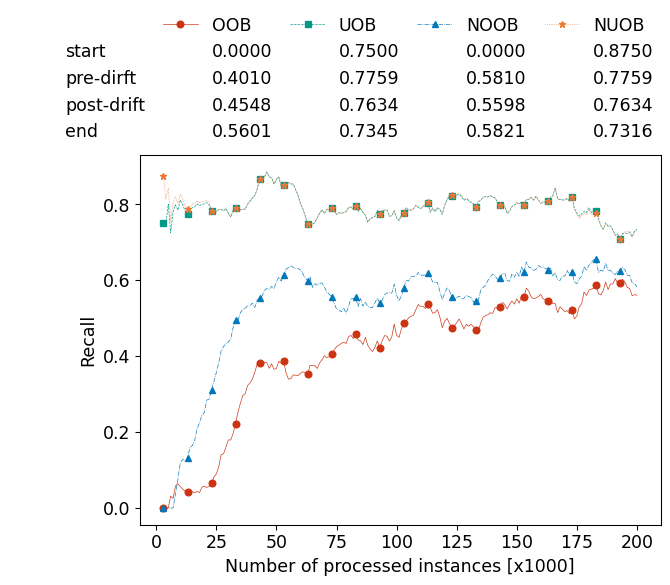 OOB UOB NOOB NUOB
start 0.0000 0.7500 0.0000 0.8750
pre-dirft 0.4010 0.7759 0.5810 0.7759
post-drift 0.4548 0.7634 0.5598 0.7634
end 0.5601 0.7345 0.5821 0.7316
0.8
0.6
0.4
0.2
0.0
Recall
0 25 50 75 100 125 150 175 200
Number of processed instances [x1000]